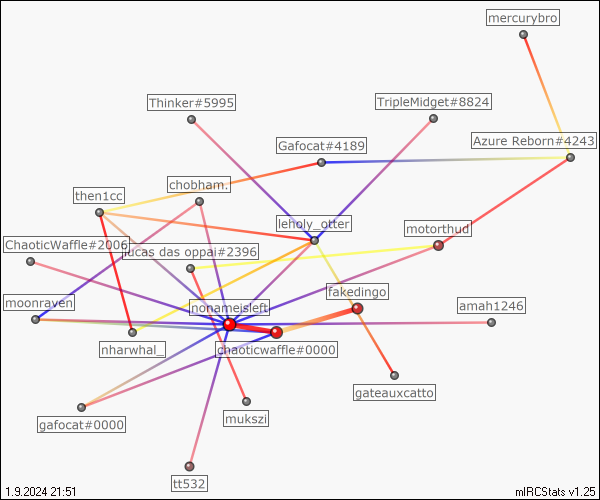 mercurybro
Thinker#5995
TripleMidget#8824
Gafocat#4189
Azure Reborn#4243
chobham.
then1cc
leholy_otter
motorthud
ChaoticWaffle#2006
lucas das oppai#2396
fakedingo
moonraven
nonameisleft
amah1246
nharwhal_
chaoticwaffle#0000
gateauxcatto
gafocat#0000
mukszi
tt532
1.9.2024 21:51
mIRCStats v1.25